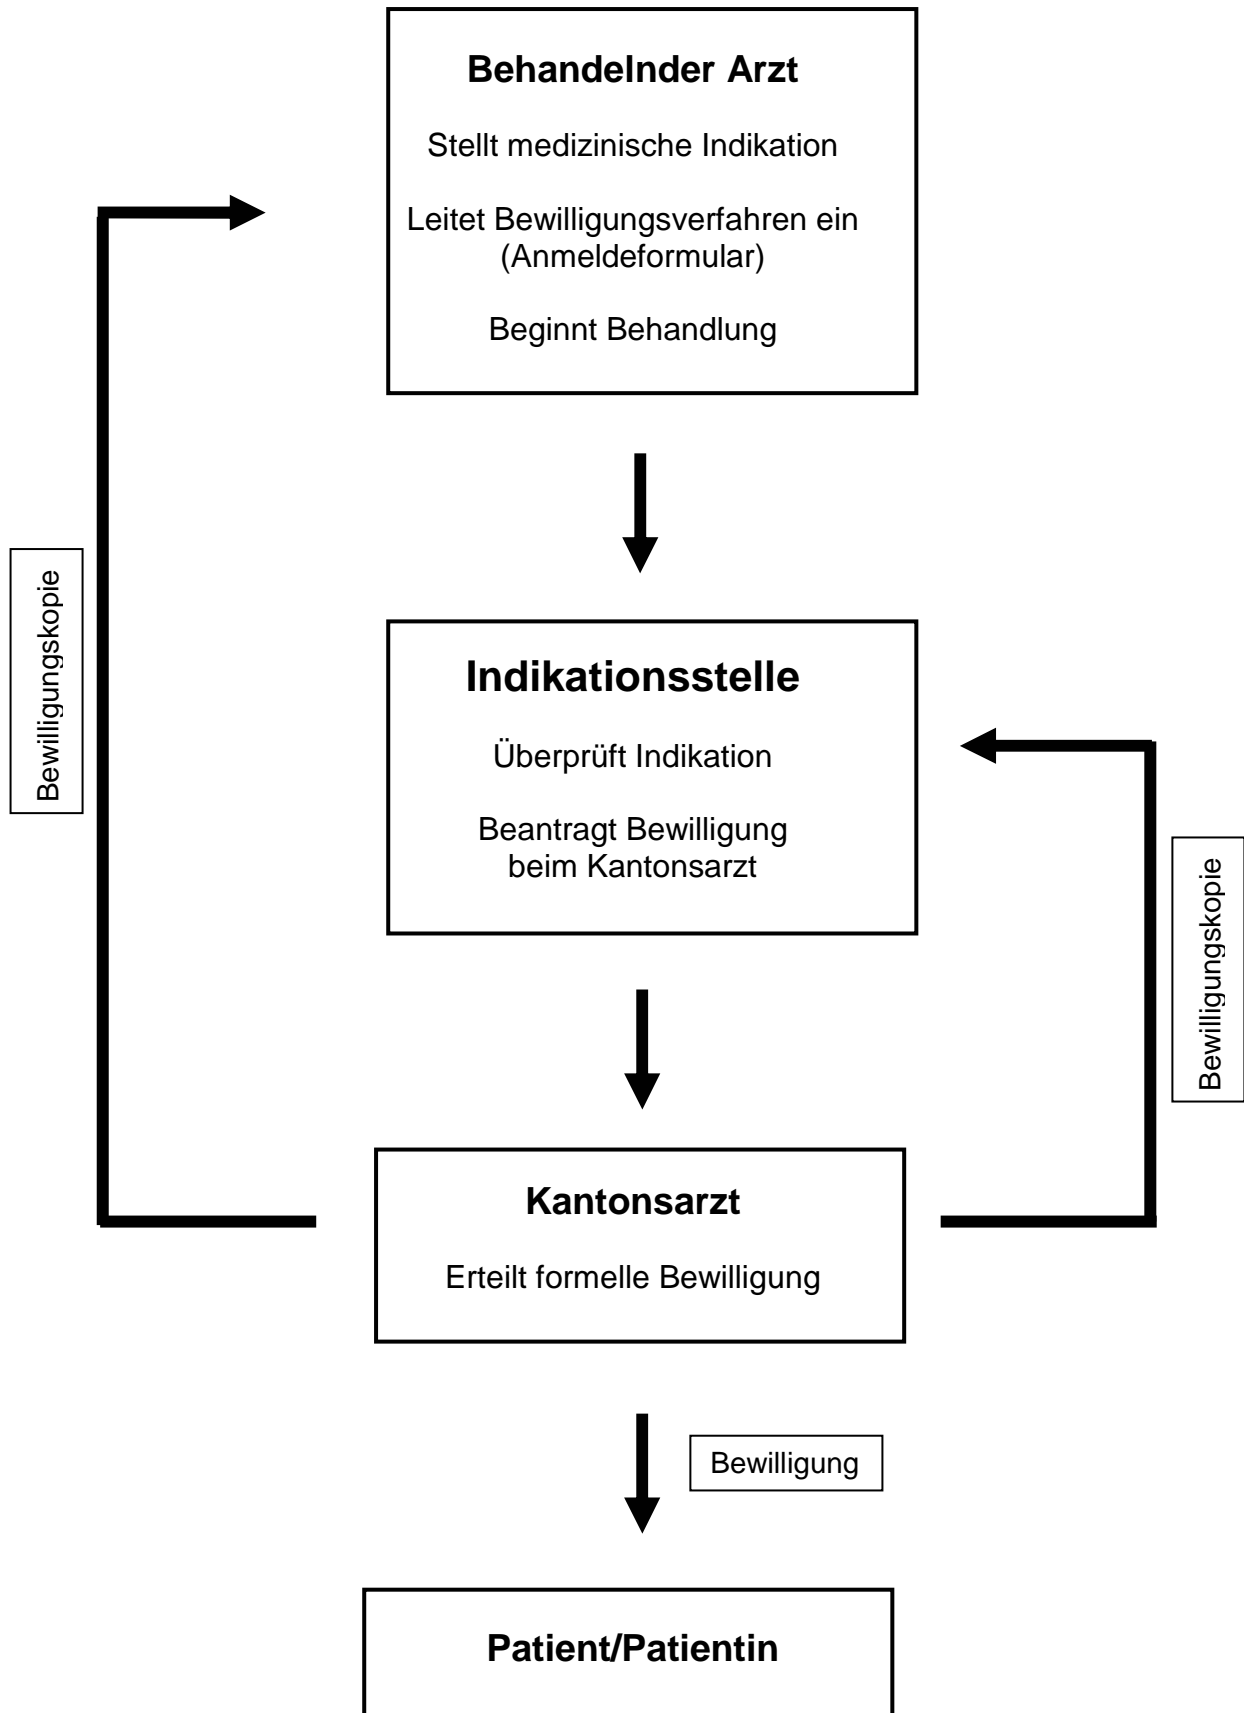 Behandelnder Arzt
Stellt medizinische Indikation
Leitet Bewilligungsverfahren ein
(Anmeldeformular)
Beginnt Behandlung
Bewilligungskopie
Indikationsstelle
Überprüft Indikation
Beantragt Bewilligung
beim Kantonsarzt
Bewilligungskopie
Kantonsarzt
Erteilt formelle Bewilligung
Bewilligung
Patient/Patientin